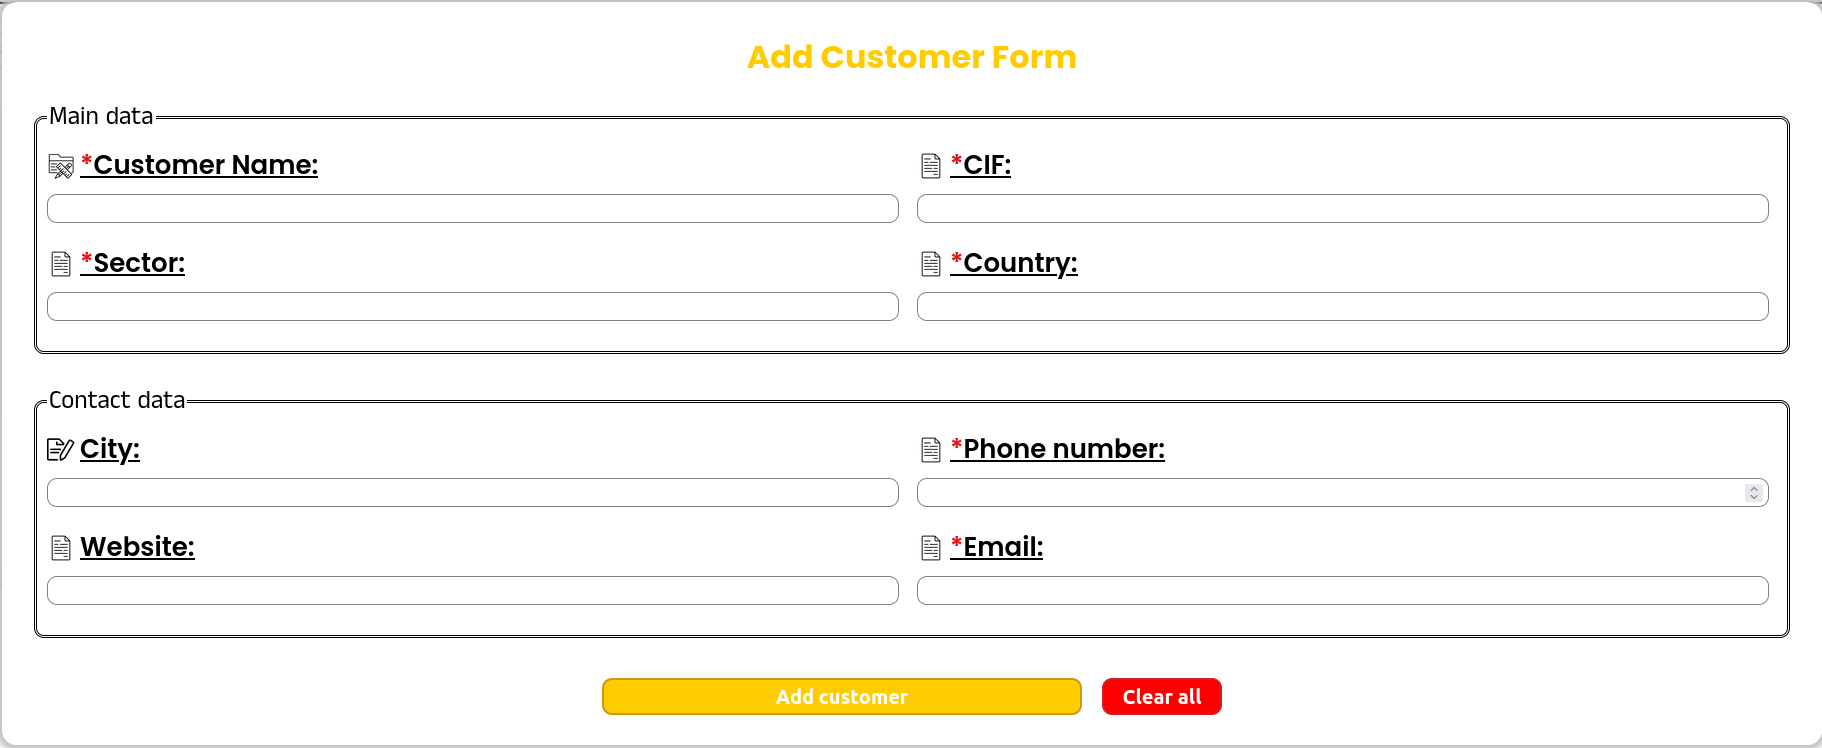 Add Customer Form
Main data
*Customer Name:
*CIF:
*Sector:
*Country:
Contact data
City:
*Phone number:
Website:
*Email:
Add customer
Clear all